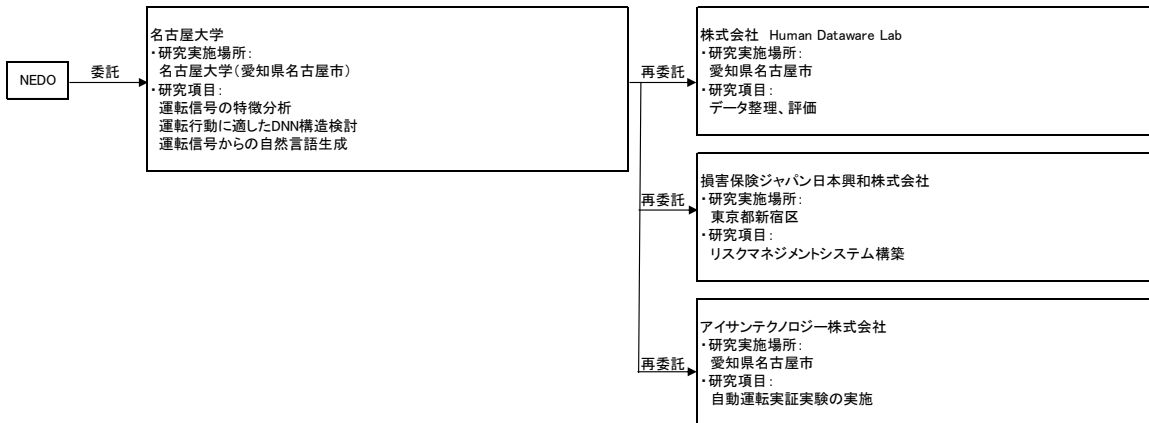 NEDO
委託
名古屋大学
・研究実施場所：
名古屋大学（愛知県名古屋市）
・研究項目：
運転信号の特徴分析
運転行動に適したDNN構造検討
運転信号からの自然言語生成
再委託
株式会社　Human Dataware Lab
・研究実施場所：
愛知県名古屋市
・研究項目：
データ整理、評価
再委託
損害保険ジャパン日本興和株式会社
・研究実施場所：
東京都新宿区
・研究項目：
リスクマネジメントシステム構築
再委託
アイサンテクノロジー株式会社
・研究実施場所：
愛知県名古屋市
・研究項目：
自動運転実証実験の実施